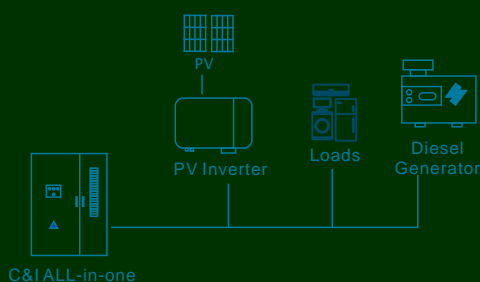 PV
PV Inverter
Loads
Diesel
Generator
C&I ALL-in-one